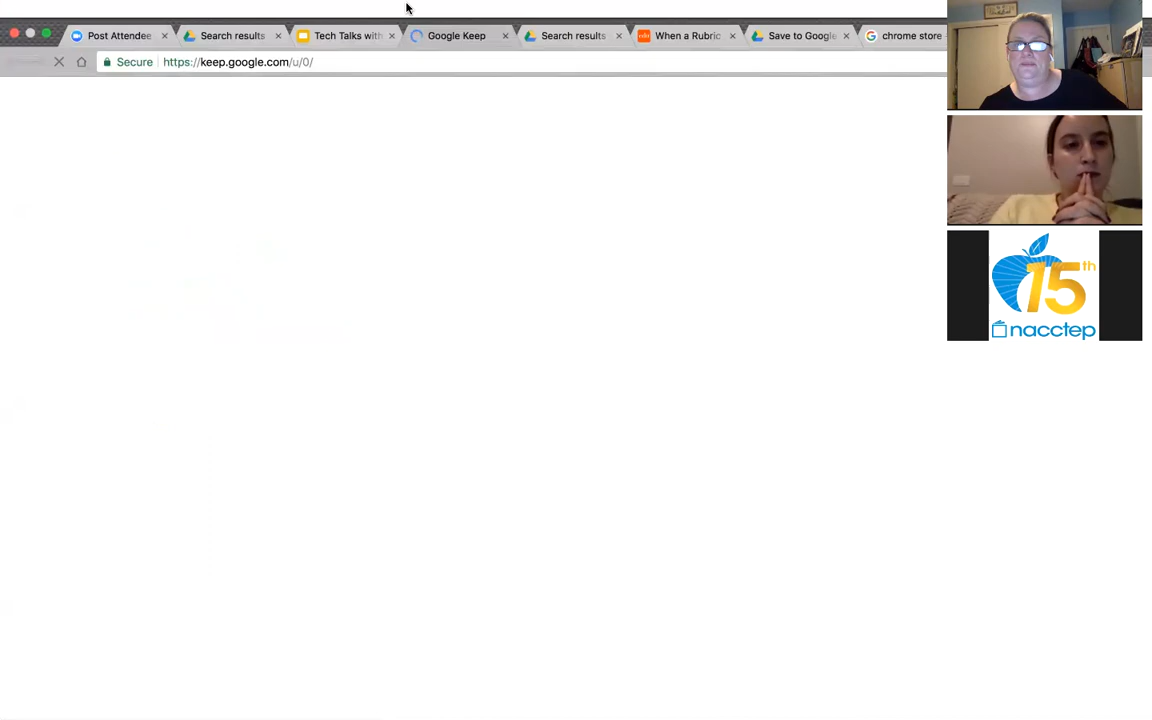 Post Attendee
Search results
Tech Talks with
Google Keep
Search results
When a Rubric
Save to Google
chrome store
Secure
https://keep.google.com/u/0/
15th
nacctep